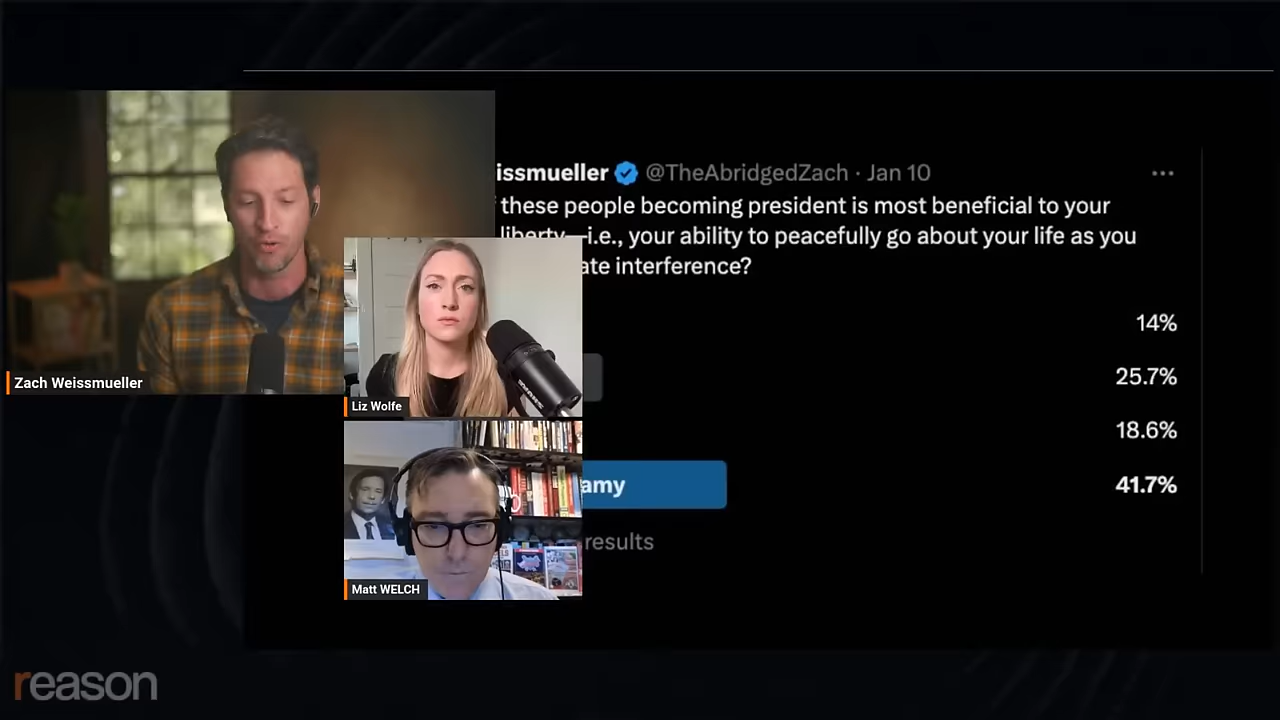 issmueller @TheAbridgedZach · Jan 10
these people becoming president is most beneficial to your
liberty—i.e., your ability to peacefully go about your life as you
ate interference?
14%
25.7%
18.6%
amy 41.7%
results
Zach Weissmueller
Liz Wolfe
Matt WELCH
reason